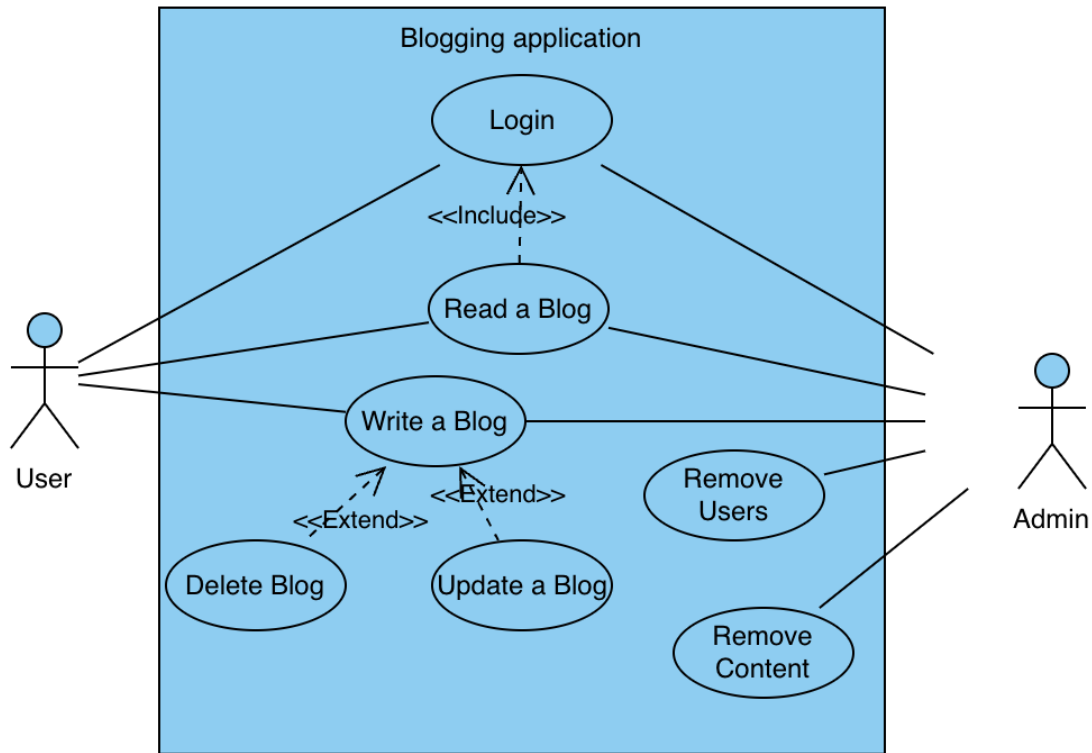 Blogging application
Login
<<Include>>
Read a Blog
Write a Blog
User
Remove
Users
<<Extend>>
<<Extend>>
Admin
Delete Blog
Update a Blog
Remove
Content